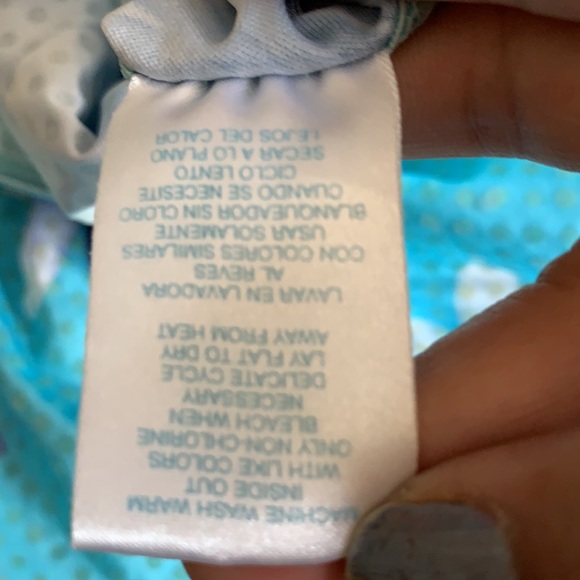 MACHINE WASH WARM
INSIDE OUT
WITH LIKE COLORS
ONLY NON-CHLORINE
BLEACH WHEN
NECESSARY
DELICATE CYCLE
LAY FLAT TO DRY
AWAY FROM HEAT
LAVAR EN LAVADORA
AL REVES
CON COLORES SIMILARES
USAR SOLAMENTE
BLANQUEADOR SIN CLORO
CUANDO SE NECESITE
CICLO LENTO
SECAR A LO PLANO
LEJOS DEL CALOR